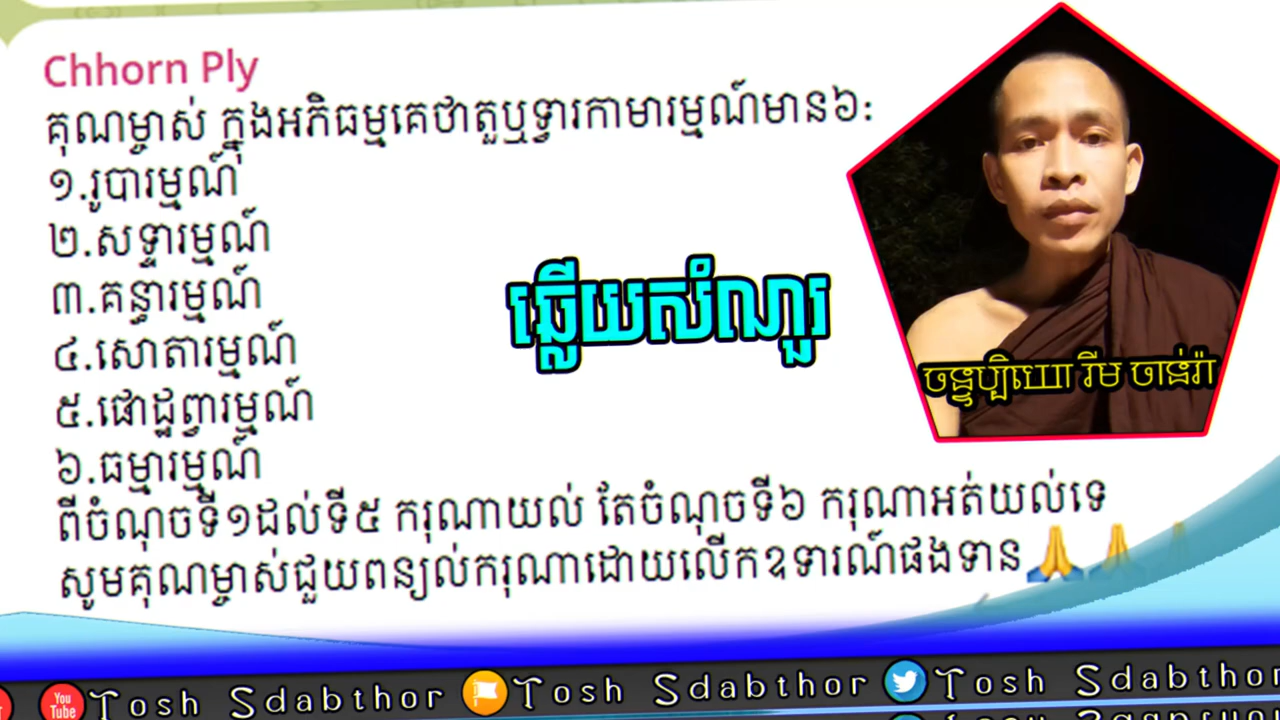 Chhorn Ply
គុណម្ចាស់ ក្នុងអភិធម្មគេថាតួឬទ្វារកាមារម្មណ៍មាន៦:
១.រូបារម្មណ៍
២.សទ្ទារម្មណ៍
៣.គន្ធារម្មណ៍
៤.សោតារម្មណ៍
៥.ផោដ្ឋព្វារម្មណ៍
៦.ធម្មារម្មណ៍
ពីចំណុចទី១ដល់ទី៥ ករុណាយល់ តែចំណុចទី៦ ករុណាអត់យល់ទេ
សូមគុណម្ចាស់ជួយពន្យល់ករុណាដោយលើកឧទារណ៍ផងទាន🙏🙏🙏
ឆ្លើយសំណួរ
ចន្ទប្បិយោ រីម ចាន់រ៉ា
You Tube Tosh Sdabthor Tosh Sdabthor Tosh Sdabthor